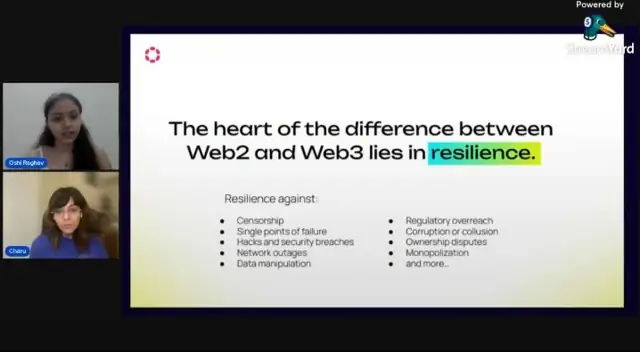 Powered by
StreamYard
The heart of the difference between
Web2 and Web3 lies in resilience.
Resilience against:
Censorship
Single points of failure
Hacks and security breaches
Network outages
Data manipulation
Regulatory overreach
Corruption or collusion
Ownership disputes
Monopolization
and more...
Oshi Raghav
Charu